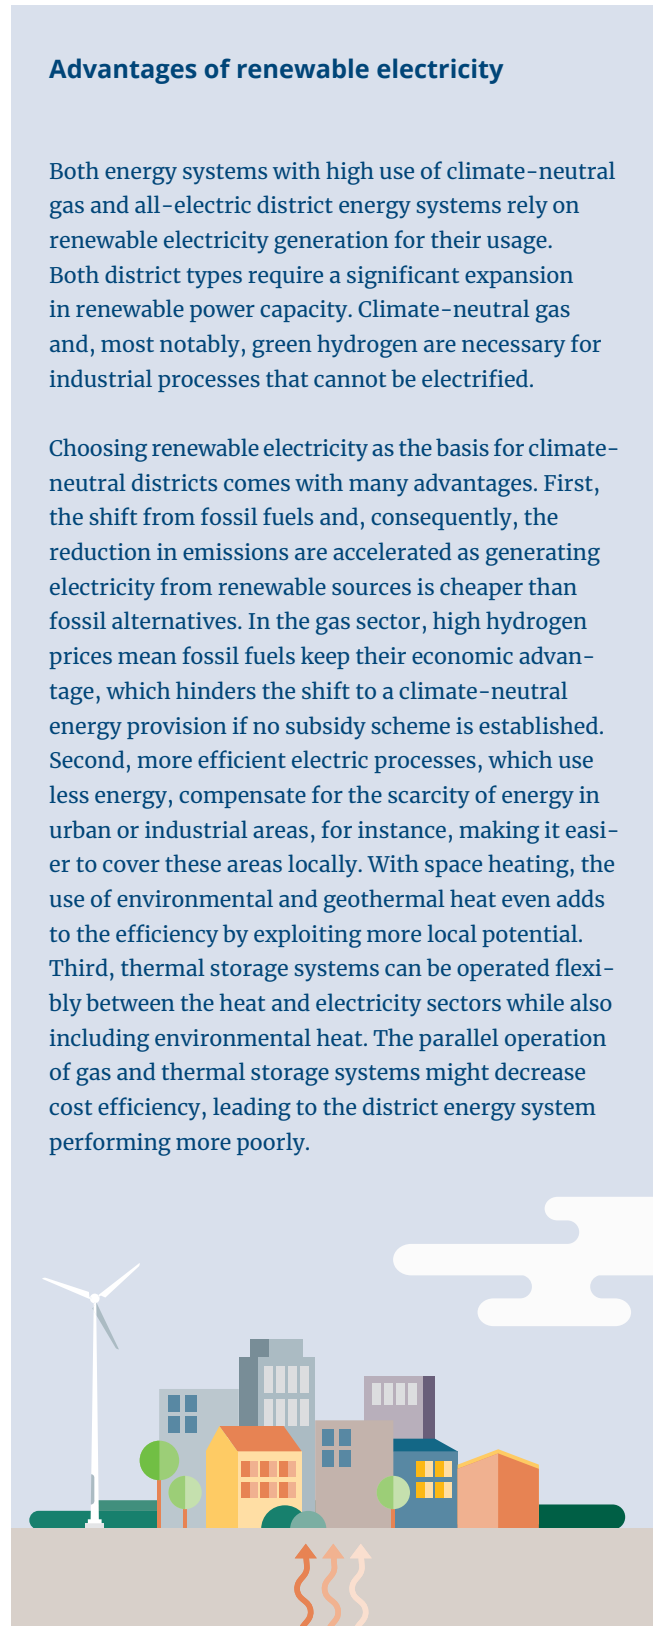 Advantages of renewable electricity
Both energy systems with high use of climate-neutral
gas and all-electric district energy systems rely on
renewable electricity generation for their usage.
Both district types require a significant expansion
in renewable power capacity. Climate-neutral gas
and, most notably, green hydrogen are necessary for
industrial processes that cannot be electrified.
Choosing renewable electricity as the basis for climate-
neutral districts comes with many advantages. First,
the shift from fossil fuels and, consequently, the
reduction in emissions are accelerated as generating
electricity from renewable sources is cheaper than
fossil alternatives. In the gas sector, high hydrogen
prices mean fossil fuels keep their economic advan-
tage, which hinders the shift to a climate-neutral
energy provision if no subsidy scheme is established.
Second, more efficient electric processes, which use
less energy, compensate for the scarcity of energy in
urban or industrial areas, for instance, making it easi-
er to cover these areas locally. With space heating, the
use of environmental and geothermal heat even adds
to the efficiency by exploiting more local potential.
Third, thermal storage systems can be operated flexi-
bly between the heat and electricity sectors while also
including environmental heat. The parallel operation
of gas and thermal storage systems might decrease
cost efficiency, leading to the district energy system
performing more poorly.